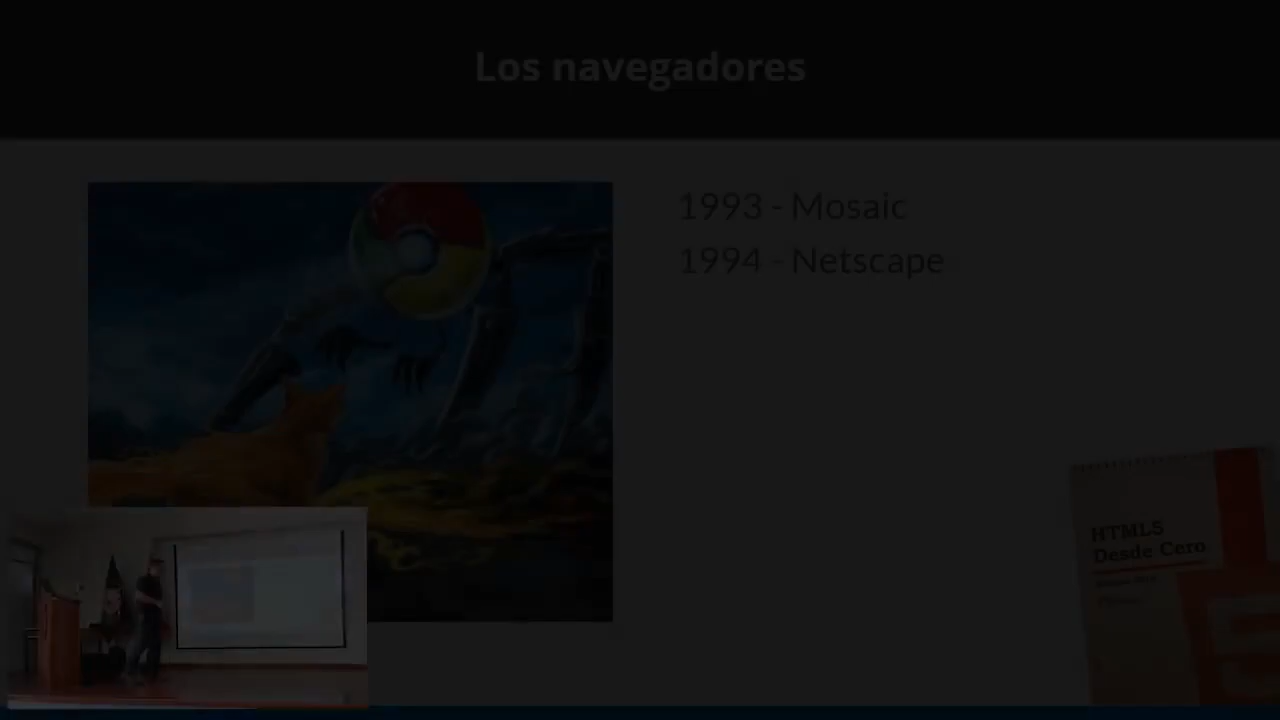 Los navegadores
1993 - Mosaic
1994 - Netscape
HTML5
Desde Cero